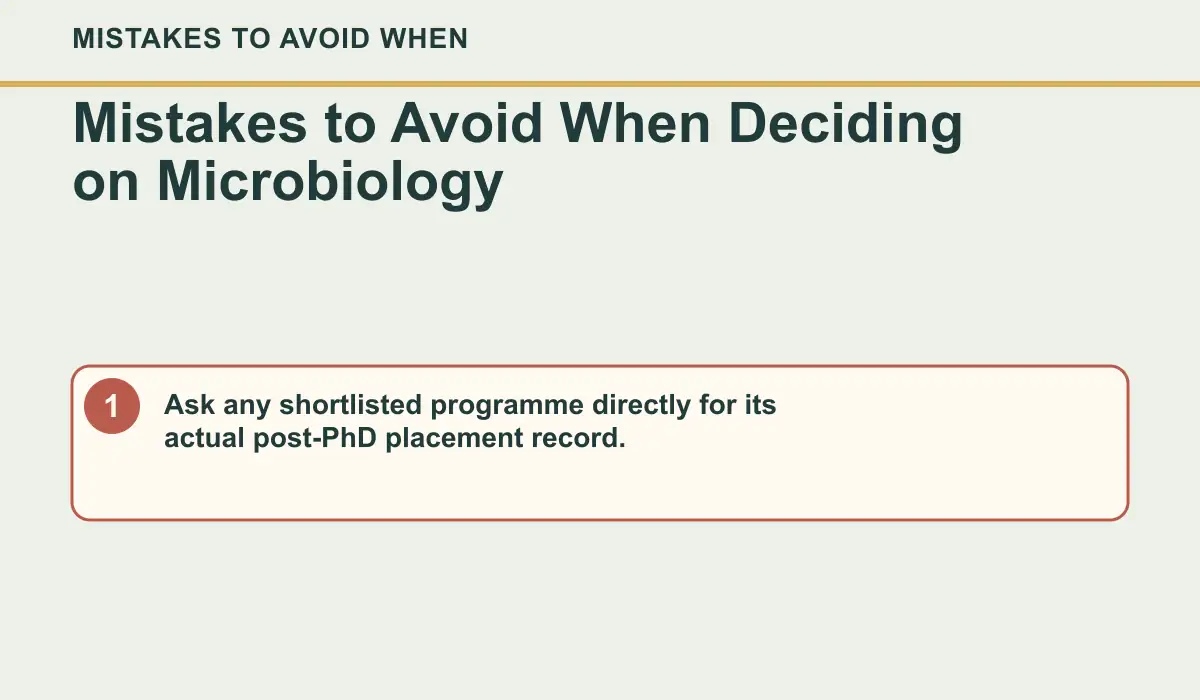 MISTAKES TO AVOID WHEN
Mistakes to Avoid When Deciding
on Microbiology
1
Ask any shortlisted programme directly for its
actual post-PhD placement record.